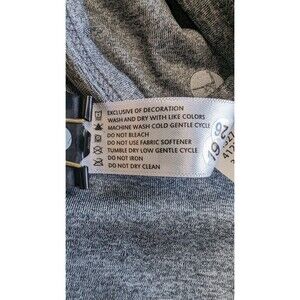 EXCLUSIVE OF DECORATION
WASH AND DRY WITH LIKE COLORS
MACHINE WASH COLD GENTLE CYCLE
DO NOT BLEACH
DO NOT USE FABRIC SOFTENER
TUMBLE DRY LOW GENTLE CYCLE
DO NOT IRON
DO NOT DRY CLEAN